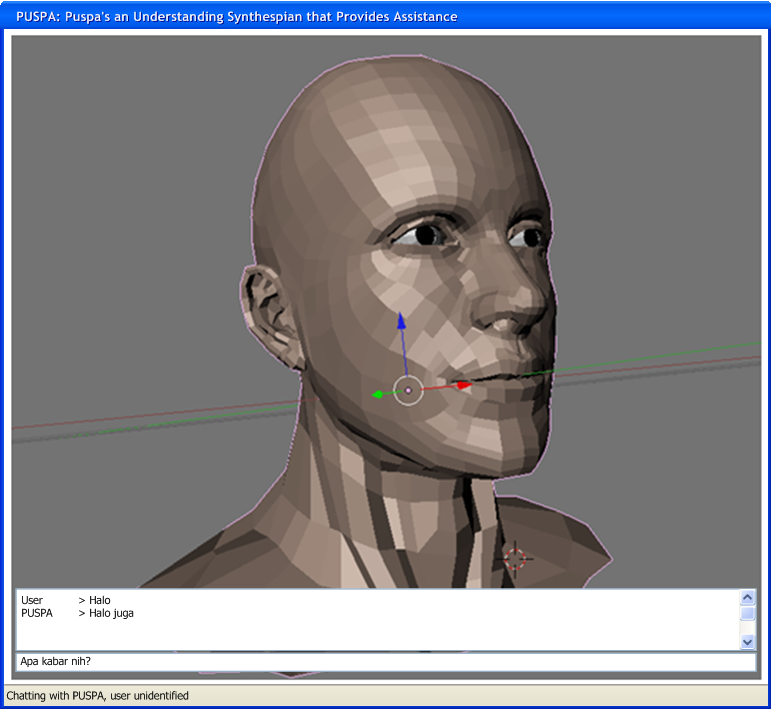 PUSPA: Puspa's an Understanding Synthespian that Provides Assistance
User > Halo
PUSPA > Halo juga
Apa kabar nih?
Chatting with PUSPA, user unidentified